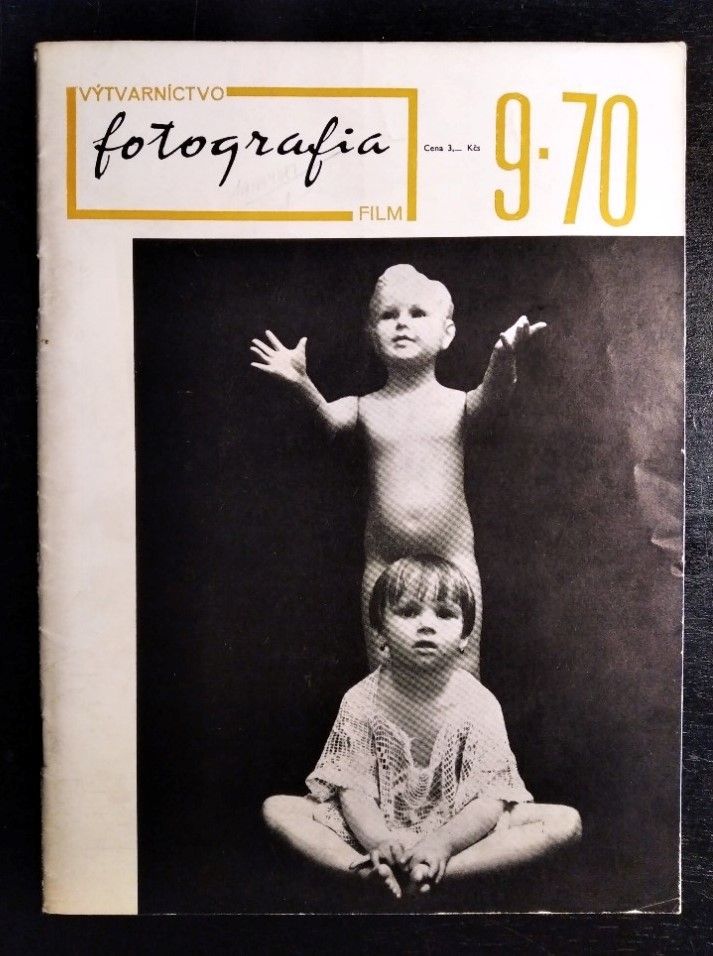 VÝTVARNÍCTVO
fotografia
FILM
Cena 3,— Kčs
9·70